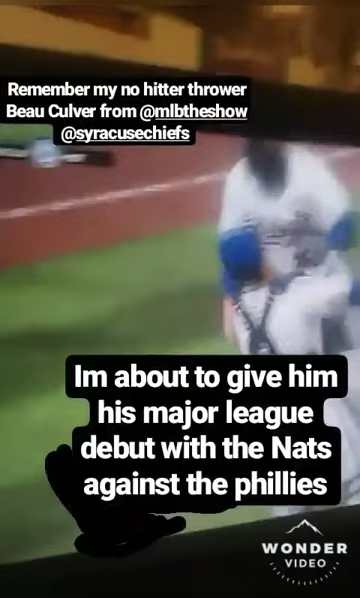 Remember my no hitter thrower
Beau Culver from @mlbtheshow
@syracusechiefs
Im about to give him
his major league
debut with the Nats
against the phillies
WONDER
VIDEO